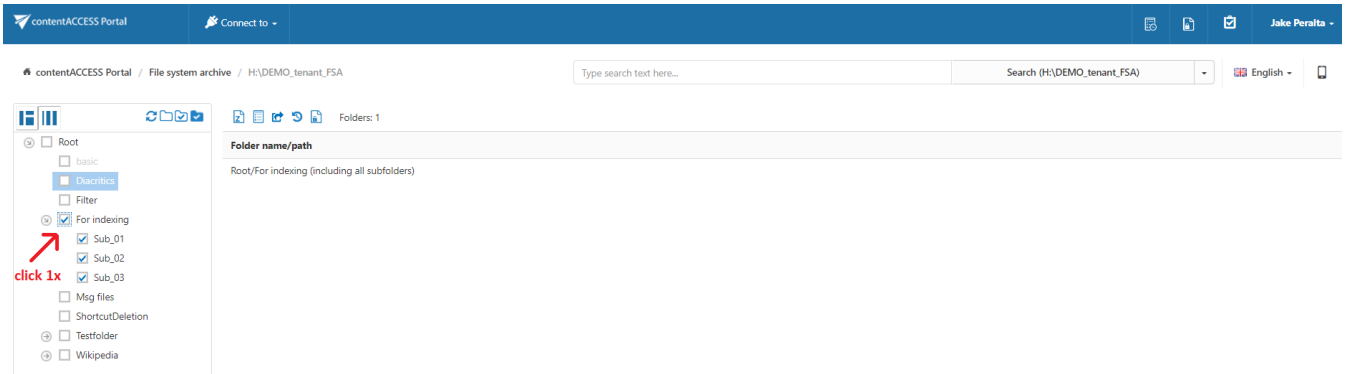 contentACCESS Portal
Connect to
Jake Peralta
contentACCESS Portal / File system archive / H:\DEMO_tenant_FSA
Type search text here...
Search (H:\DEMO_tenant_FSA)
English
Folders: 1
Root
Folder name/path
basic
Root/For indexing (including all subfolders)
Diacritics
Filter
For indexing
Sub_01
Sub_02
click 1x
Sub_03
Msg files
ShortcutDeletion
Testfolder
Wikipedia